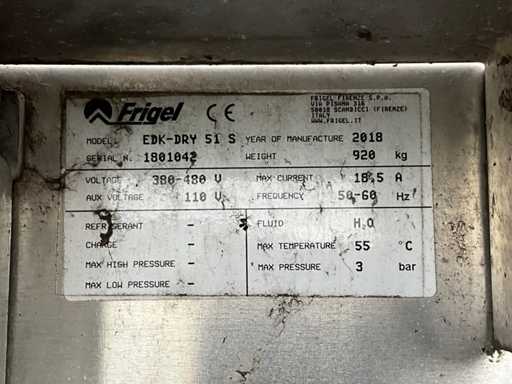 Frigel CE
FRIGEL FIRENZE S.P.A.
VIA PISANA 316
50018 SCANDICCI (FIRENZE)
ITALY
WWW.FRIGEL.IT
MODEL EDK-DRY 51 S YEAR OF MANUFACTURE 2018
SERIAL N. 1801042 WEIGHT 920 kg
VOLTAGE 380-480 V MAX CURRENT 18.5 A
AUX VOLTAGE 110 V FREQUENCY 50-60 Hz
REFRIGERANT - FLUID H2O
CHARGE - MAX TEMPERATURE 55 °C
MAX HIGH PRESSURE - MAX PRESSURE 3 bar
MAX LOW PRESSURE -